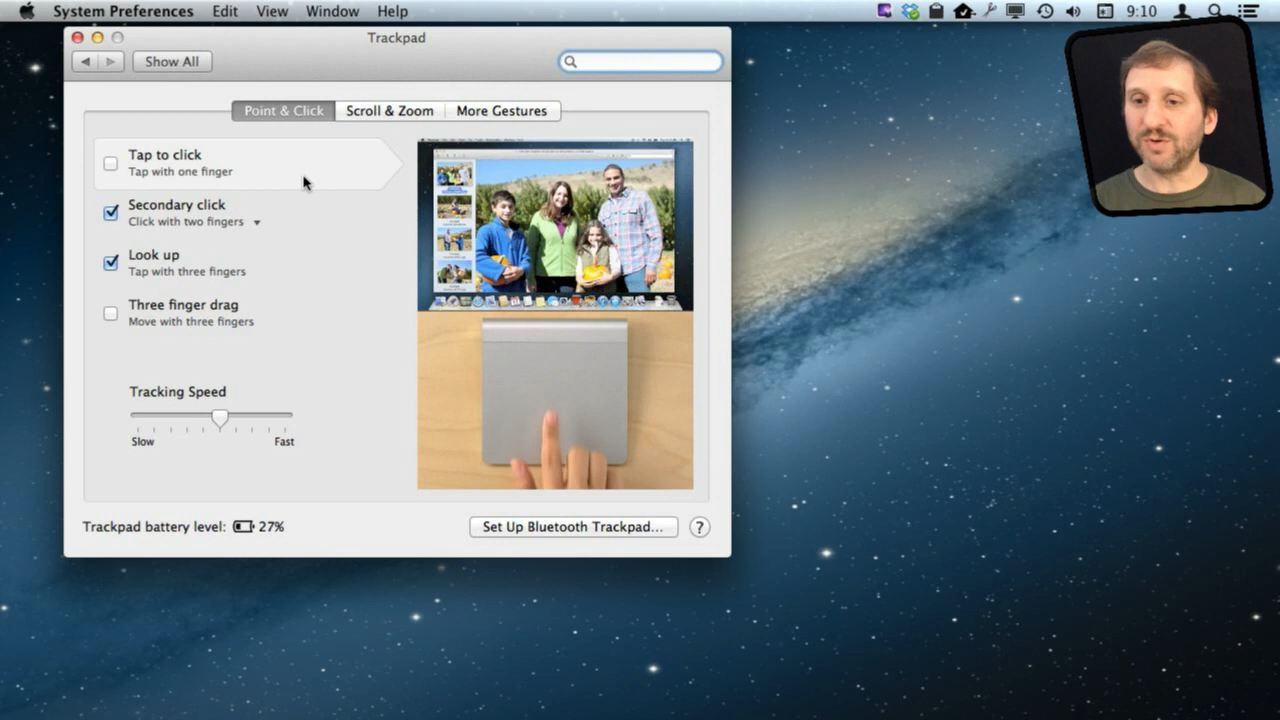 System Preferences Edit View Window Help 9:10
Trackpad
Show All
Point & Click Scroll & Zoom More Gestures
Tap to click
Tap with one finger
Secondary click
Click with two fingers
Look up
Tap with three fingers
Three finger drag
Move with three fingers
Tracking Speed
Slow Fast
Trackpad battery level: 27% Set Up Bluetooth Trackpad... ?